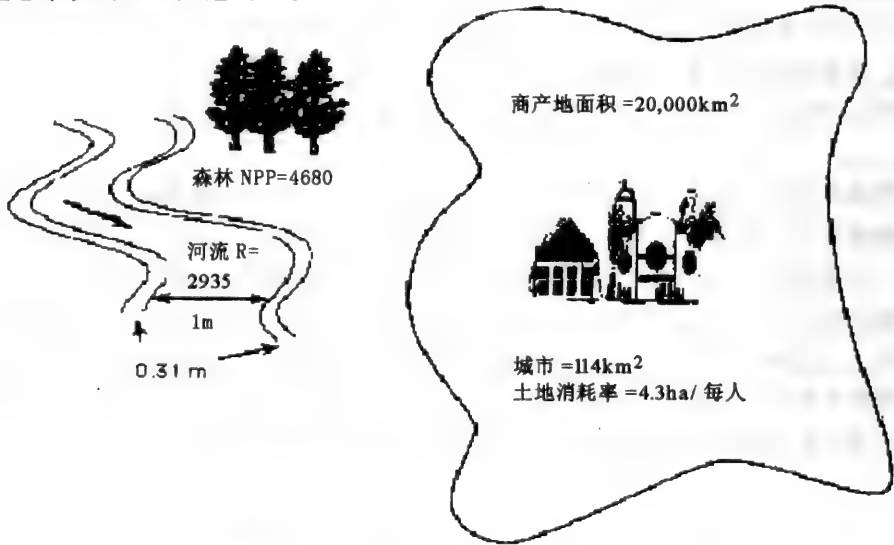 商产地面积 =20,000km²
森林 NPP=4680
河流 R=
2935
1m
0.31 m
城市 =114km²
土地消耗率 =4.3ha/ 每人